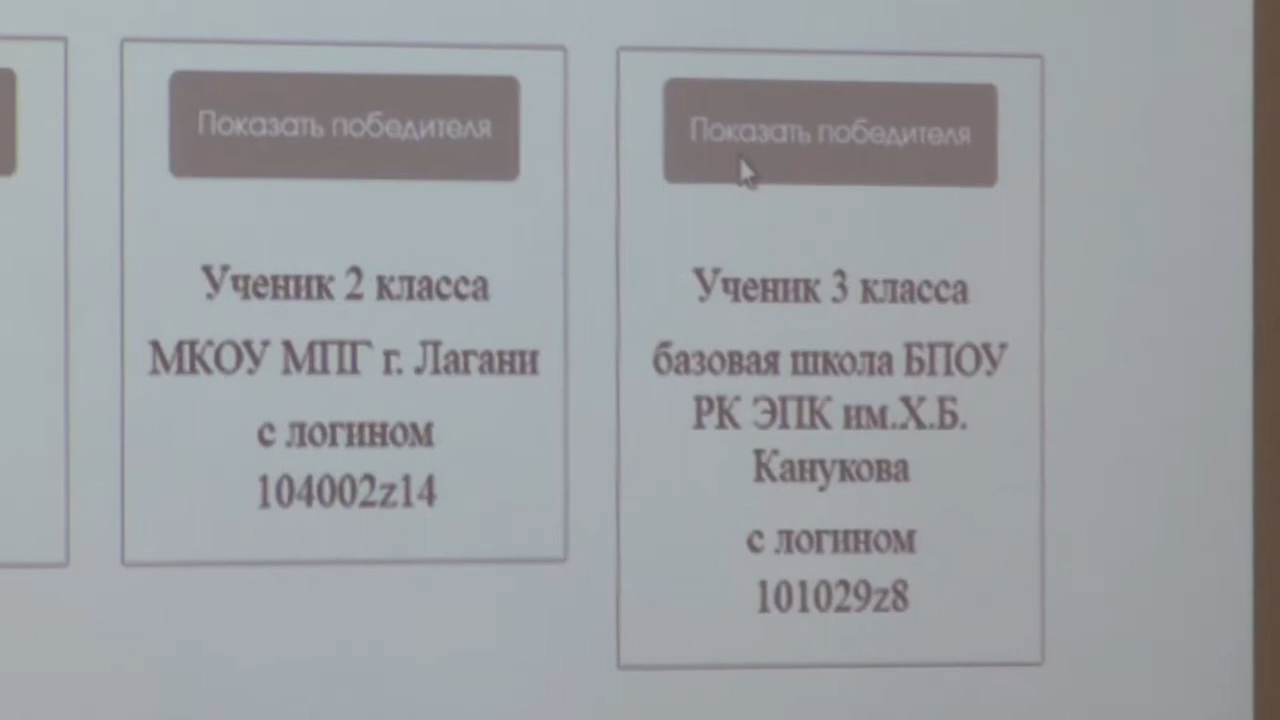 Показать победителя
Ученик 2 класса
МКОУ МПГ г. Лагани
с логином
104002z14
Показать победителя
Ученик 3 класса
базовая школа БПОУ
РК ЭПК им.Х.Б.
Канукова
с логином
101029z8